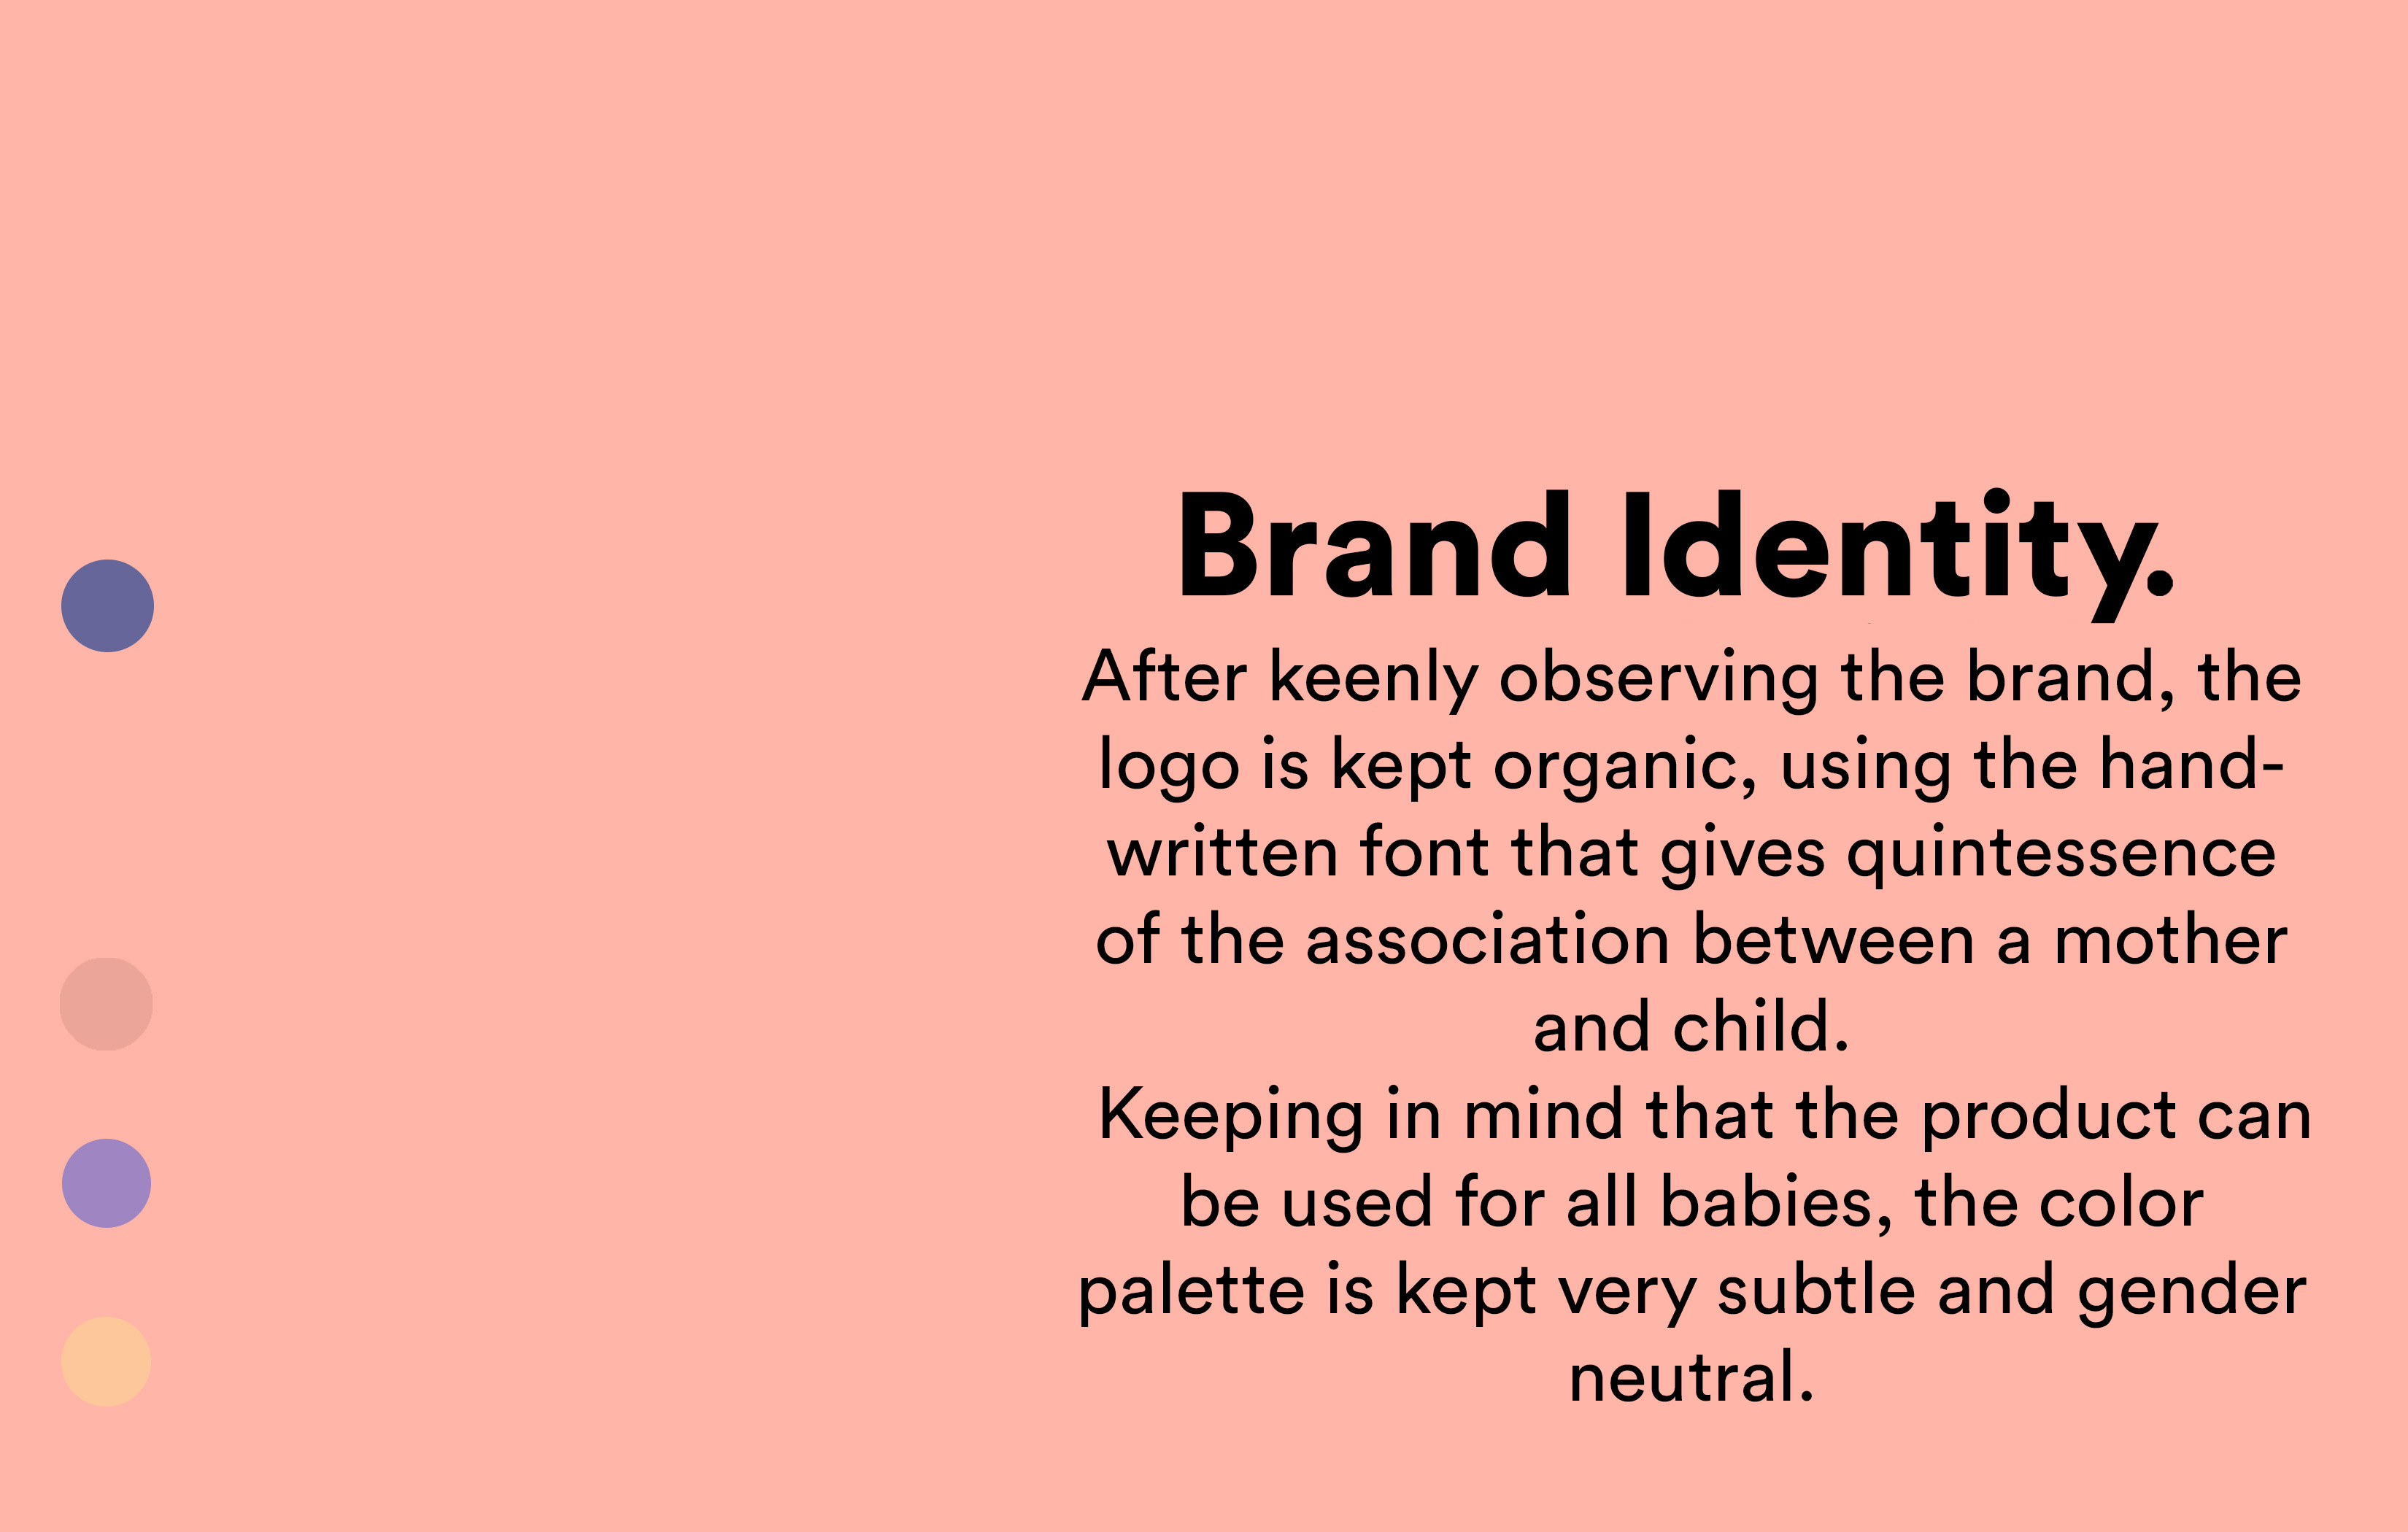 Brand Identity.
After keenly observing the brand, the
logo is kept organic, using the hand-
written font that gives quintessence
of the association between a mother
and child.
Keeping in mind that the product can
be used for all babies, the color
palette is kept very subtle and gender
neutral.